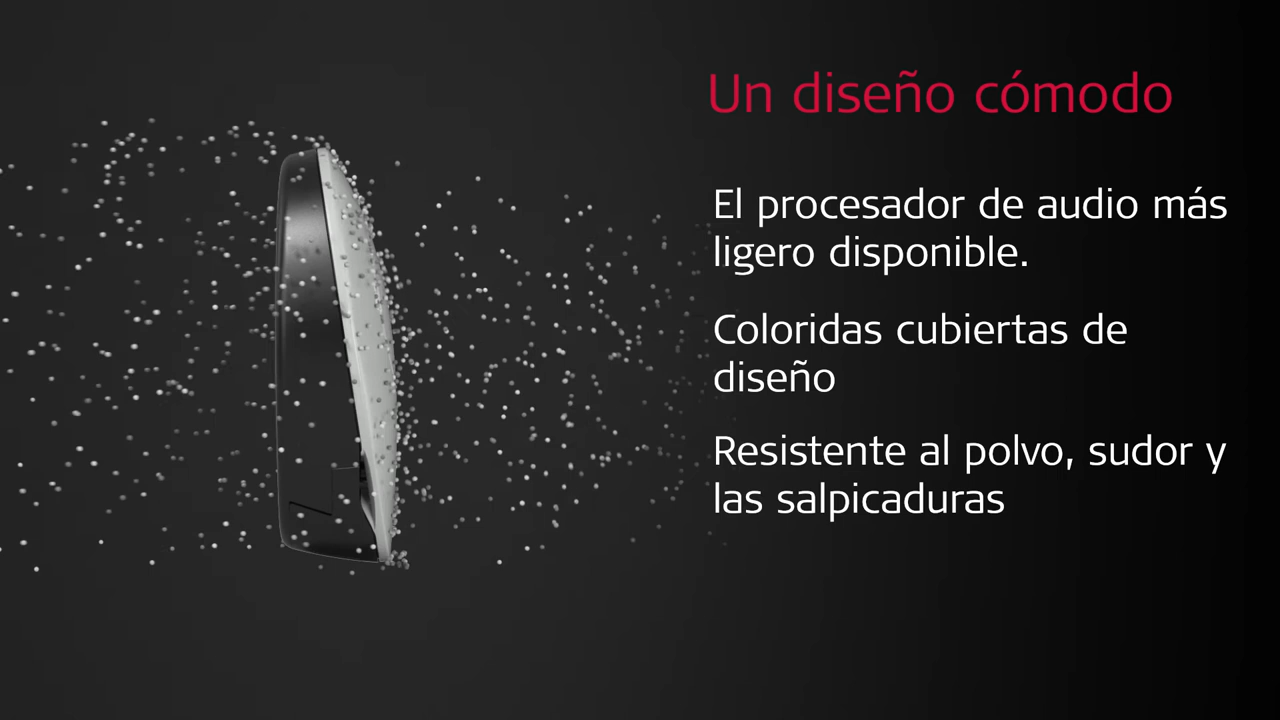 Un diseño cómodo
El procesador de audio más
ligero disponible.
Coloridas cubiertas de
diseño
Resistente al polvo, sudor y
las salpicaduras